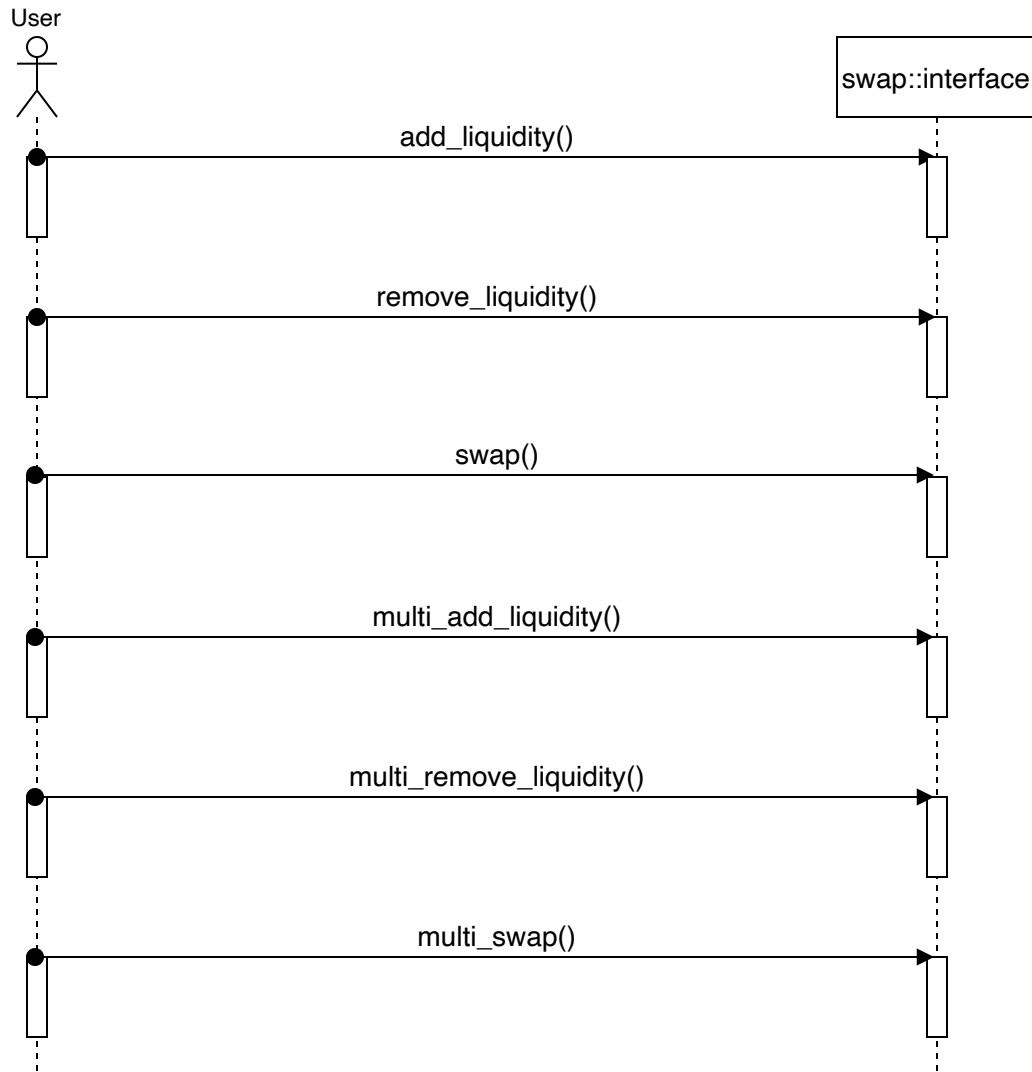 User
swap::interface
add_liquidity()
remove_liquidity()
swap()
multi_add_liquidity()
multi_remove_liquidity()
multi_swap()